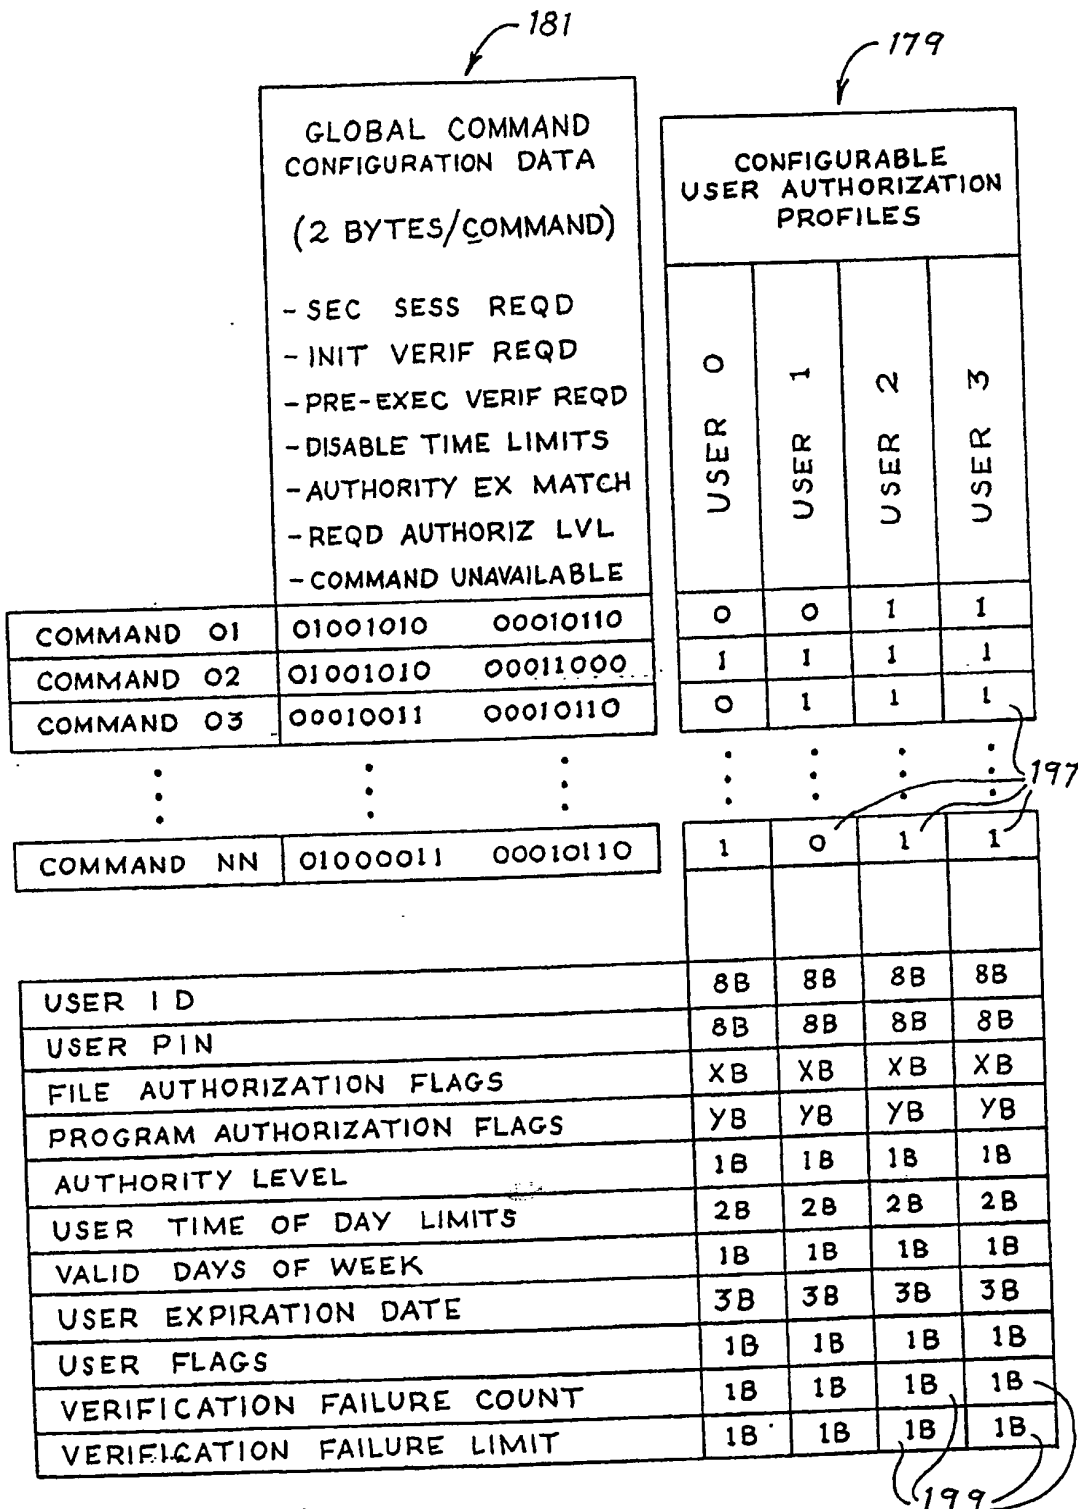 181
179
GLOBAL COMMAND
CONFIGURATION DATA
(2 BYTES/COMMAND)
- SEC SESS REQD
- INIT VERIF REQD
- PRE-EXEC VERIF REQD
- DISABLE TIME LIMITS
- AUTHORITY EX MATCH
- REQD AUTHORIZ LVL
- COMMAND UNAVAILABLE
CONFIGURABLE
USER AUTHORIZATION
PROFILES
USER 0
USER 1
USER 2
USER 3
COMMAND 01 01001010 00010110 0 0 1 1
COMMAND 02 01001010 00011000 1 1 1 1
COMMAND 03 00010011 00010110 0 1 1 1
197
COMMAND NN 01000011 00010110 1 0 1 1
USER ID 8B 8B 8B 8B
USER PIN 8B 8B 8B 8B
FILE AUTHORIZATION FLAGS XB XB XB XB
PROGRAM AUTHORIZATION FLAGS YB YB YB YB
AUTHORITY LEVEL 1B 1B 1B 1B
USER TIME OF DAY LIMITS 2B 2B 2B 2B
VALID DAYS OF WEEK 1B 1B 1B 1B
USER EXPIRATION DATE 3B 3B 3B 3B
USER FLAGS 1B 1B 1B 1B
VERIFICATION FAILURE COUNT 1B 1B 1B 1B
VERIFICATION FAILURE LIMIT 1B 1B 1B 1B
199